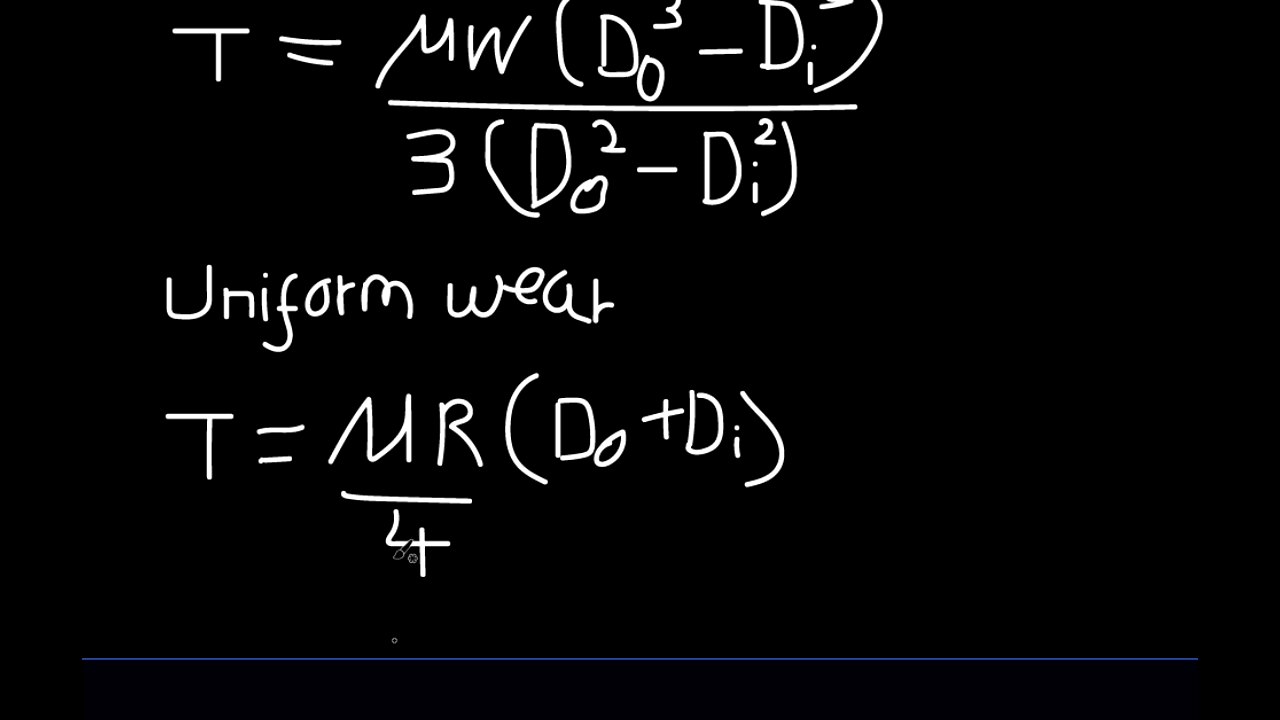 T = μW (D₀³ − Dᵢ³)
3 (D₀² − Dᵢ²)
Uniform wear
T = μR (D₀ + Dᵢ)
4